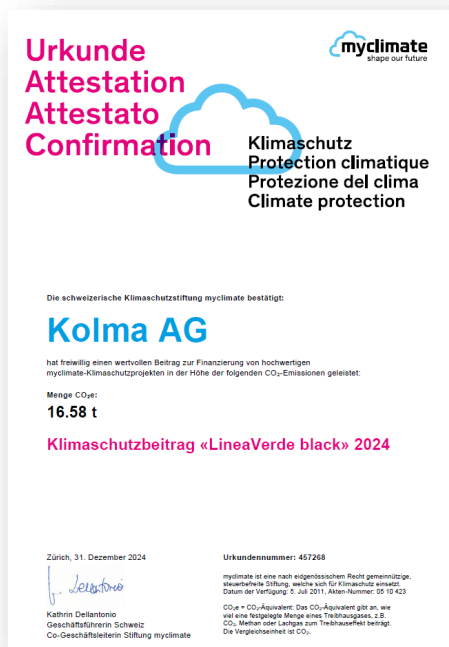 Urkunde
Attestation
Attestato
Confirmation
myclimate
shape our future
Klimaschutz
Protection climatique
Protezione del clima
Climate protection
Die schweizerische Klimaschutzstiftung myclimate bestätigt:
Kolma AG
hat freiwillig einen wertvollen Beitrag zur Finanzierung von hochwertigen
myclimate-Klimaschutzprojekten in der Höhe der folgenden CO₂-Emissionen geleistet:
Menge CO₂e:
16.58 t
Klimaschutzbeitrag «LineaVerde black» 2024
Zürich, 31. Dezember 2024
K. Dellantonio
Kathrin Dellantonio
Geschäftsführerin Schweiz
Co-Geschäftsleiterin Stiftung myclimate
Urkundennummer: 457268
myclimate ist eine nach eidgenössischem Recht gemeinnützige,
steuerbefreite Stiftung, welche sich für Klimaschutz einsetzt.
Datum der Verfügung: 5. Juli 2011, Akten-Nummer: 05 10 423
CO₂e = CO₂-Äquivalent: Das CO₂-Äquivalent gibt an, wie
viel eine festgelegte Menge eines Treibhausgases, z.B.
CO₂, Methan oder Lachgas zum Treibhauseffekt beiträgt.
Die Vergleichseinheit ist CO₂.